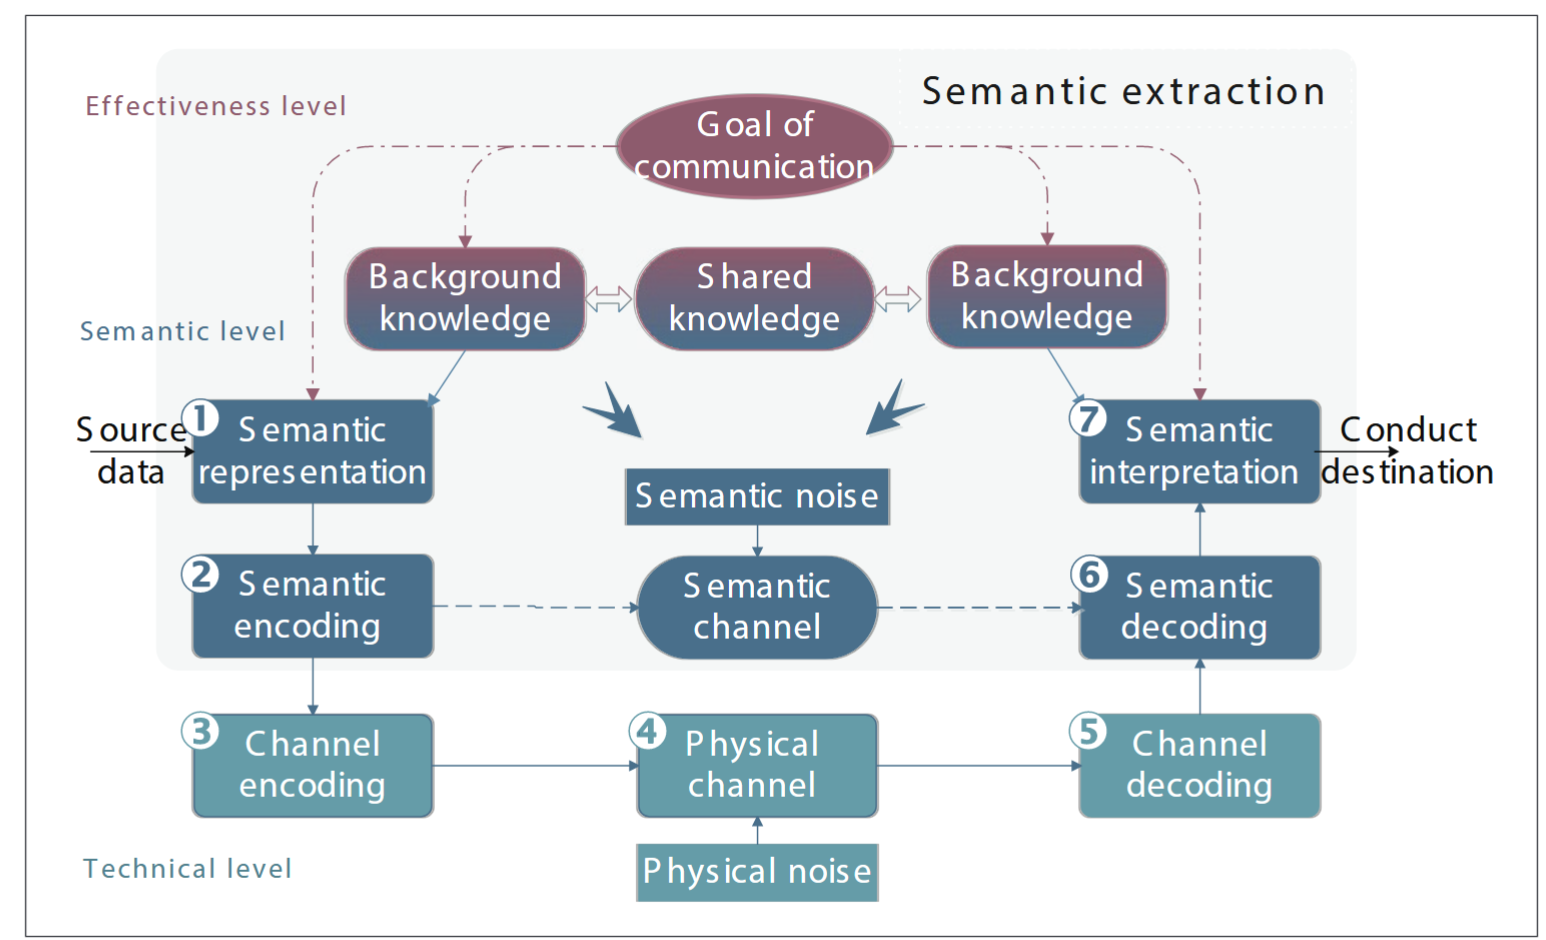 Semantic extraction
Effectiveness level
Goal of
communication
Background
knowledge
Shared
knowledge
Background
knowledge
Semantic level
Source
data
1
Semantic
representation
7
Semantic
interpretation
Conduct
destination
Semantic noise
2
Semantic
encoding
Semantic
channel
6
Semantic
decoding
3
Channel
encoding
4
Physical
channel
5
Channel
decoding
Technical level
Physical noise